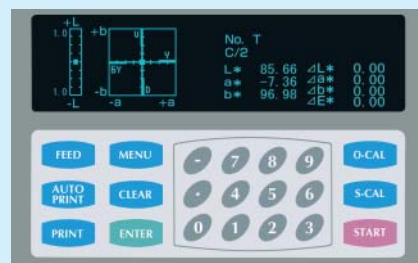 +L
1.0
1.0
-L
+b
-b
-a
+a
No. T
C/2
L* 85.66 ⊿L* 0.00
a* -7.36 ⊿a* 0.00
b* 96.98 ⊿b* 0.00
⊿E* 0.00
FEED MENU - 7 8 9 0-CAL
AUTO PRINT CLEAR · 4 5 6 S-CAL
PRINT ENTER 0 1 2 3 START